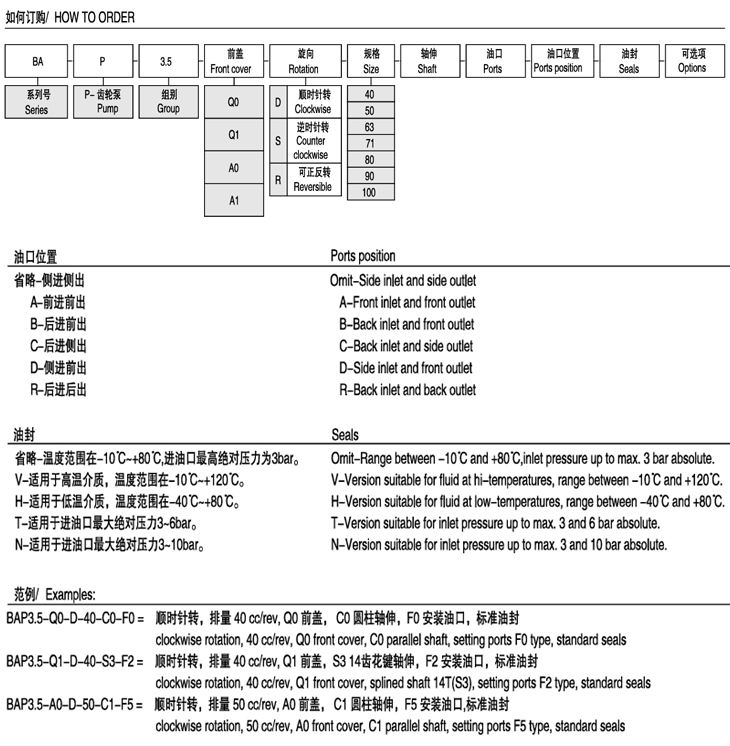 如何订购/ HOW TO ORDER
BA P 3.5 前盖 旋向 规格 轴伸 油口 油口位置 油封 可选项
Front cover Rotation Size Shaft Ports Ports position Seals Options
系列号 P- 齿轮泵 组别
Series Pump Group
Q0
Q1
A0
A1
D 顺时针转
Clockwise
S 逆时针转
Counter
clockwise
R 可正反转
Reversible
40
50
63
71
80
90
100
油口位置 Ports position
省略-侧进侧出 Omit-Side inlet and side outlet
A-前进前出 A-Front inlet and front outlet
B-后进前出 B-Back inlet and front outlet
C-后进侧出 C-Back inlet and side outlet
D-侧进前出 D-Side inlet and front outlet
R-后进后出 R-Back inlet and back outlet
油封 Seals
省略-温度范围在-10℃~+80℃,进油口最高绝对压力为3bar。 Omit-Range between -10℃ and +80℃,inlet pressure up to max. 3 bar absolute.
V-适用于高温介质，温度范围在-10℃~+120℃。 V-Version suitable for fluid at hi-temperatures, range between -10℃ and +120℃.
H-适用于低温介质，温度范围在-40℃~+80℃。 H-Version suitable for fluid at low-temperatures, range between -40℃ and +80℃.
T-适用于进油口最大绝对压力3~6bar。 T-Version suitable for inlet pressure up to max. 3 and 6 bar absolute.
N-适用于进油口最大绝对压力3~10bar。 N-Version suitable for inlet pressure up to max. 3 and 10 bar absolute.
范例/ Examples:
BAP3.5-Q0-D-40-C0-F0 = 顺时针转，排量 40 cc/rev, Q0 前盖， C0 圆柱轴伸，F0 安装油口，标准油封
clockwise rotation, 40 cc/rev, Q0 front cover, C0 parallel shaft, setting ports F0 type, standard seals
BAP3.5-Q1-D-40-S3-F2 = 顺时针转，排量 40 cc/rev, Q1 前盖，S3 14齿花键轴伸，F2 安装油口，标准油封
clockwise rotation, 40 cc/rev, Q1 front cover, splined shaft 14T(S3), setting ports F2 type, standard seals
BAP3.5-A0-D-50-C1-F5 = 顺时针转，排量 50 cc/rev, A0 前盖， C1 圆柱轴伸，F5 安装油口,标准油封
clockwise rotation, 50 cc/rev, A0 front cover, C1 parallel shaft, setting ports F5 type, standard seals